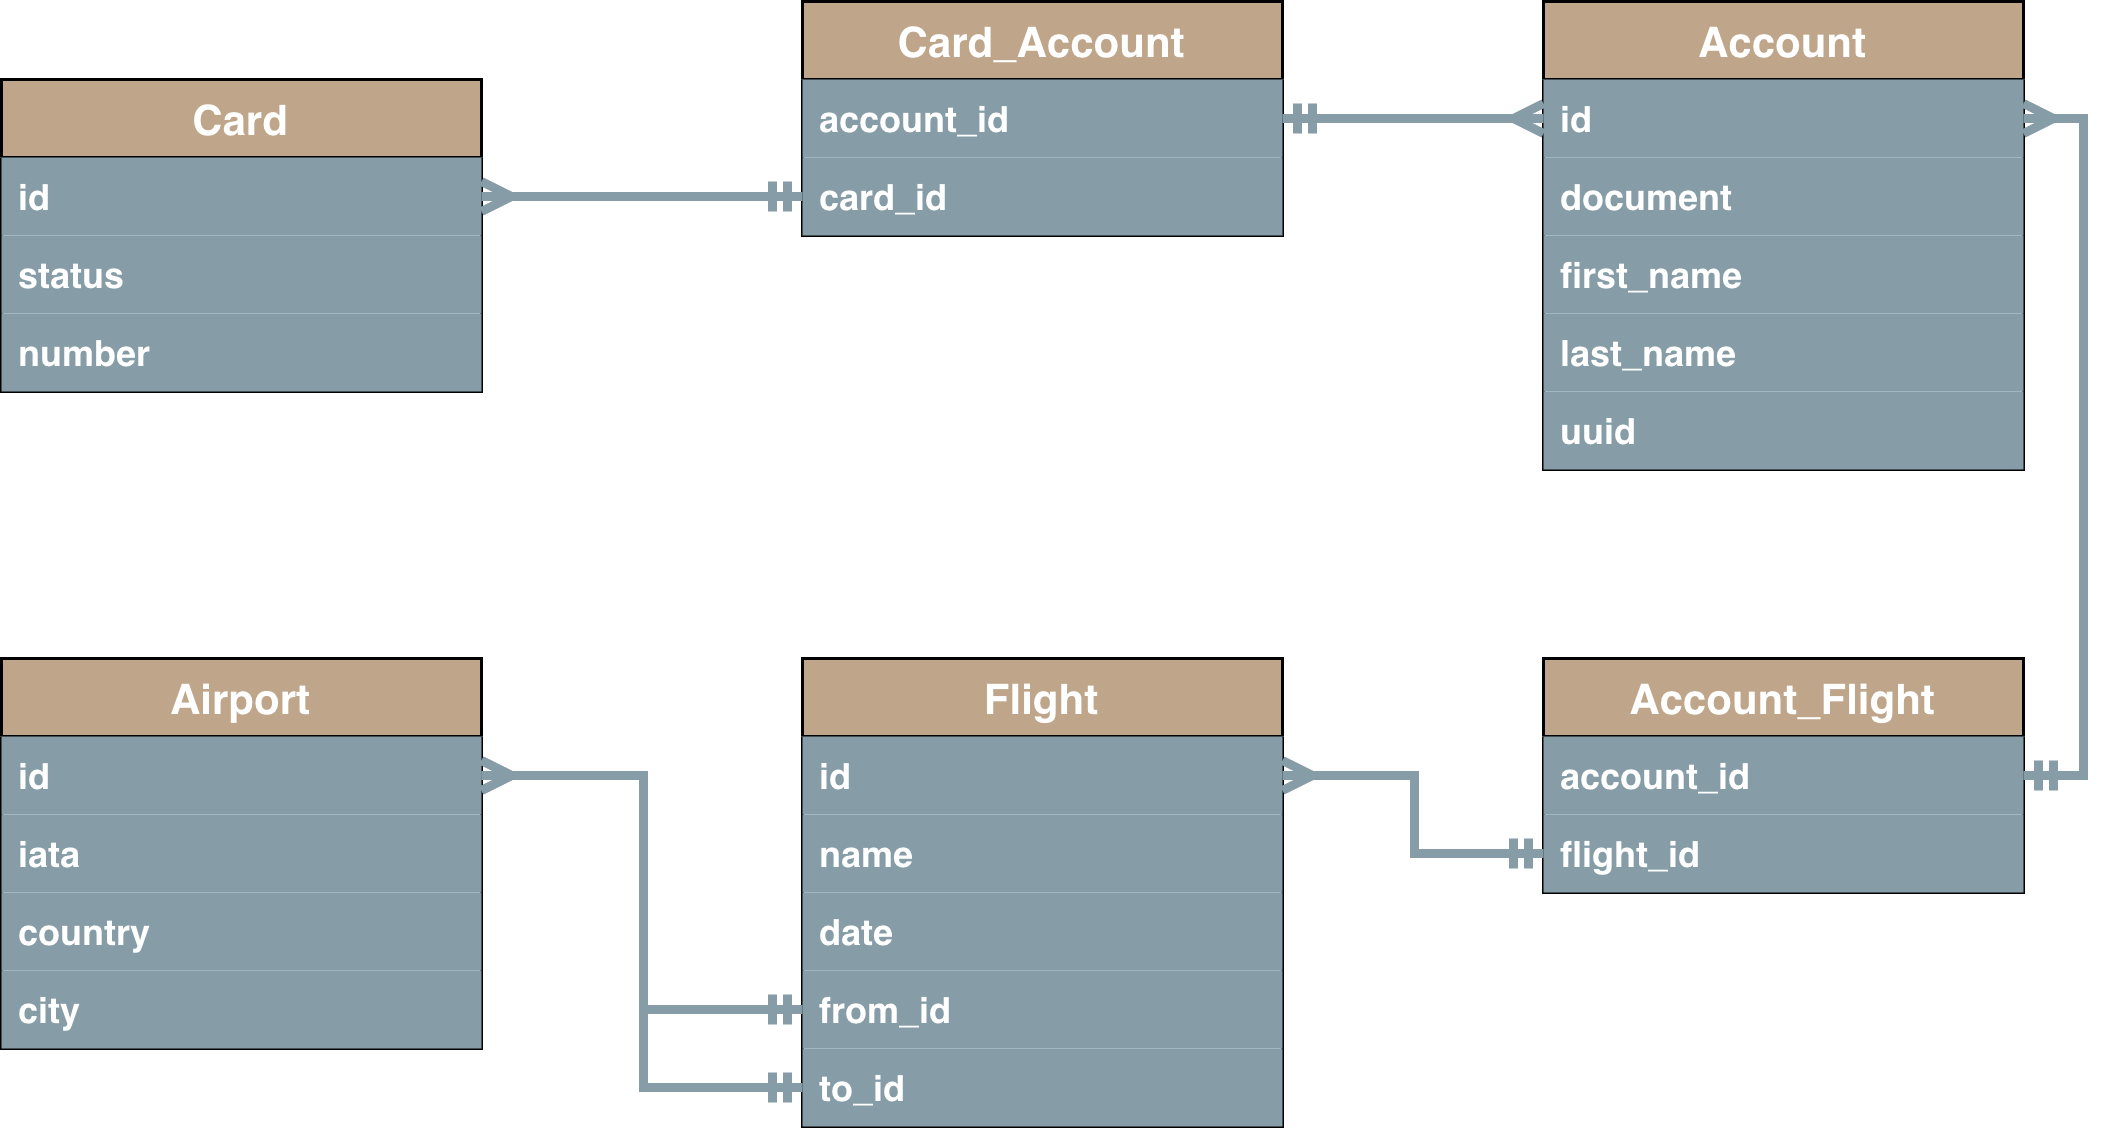 Card
id
status
number
Card_Account
account_id
card_id
Account
id
document
first_name
last_name
uuid
Airport
id
iata
country
city
Flight
id
name
date
from_id
to_id
Account_Flight
account_id
flight_id